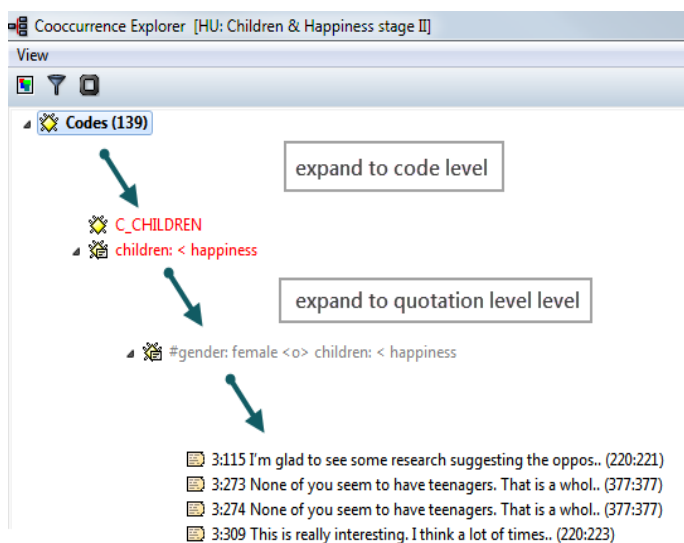 Cooccurrence Explorer [HU: Children & Happiness stage II]
View
Codes (139)
expand to code level
C_CHILDREN
children: < happiness
expand to quotation level level
#gender: female <o> children: < happiness
3:115 I'm glad to see some research suggesting the oppos.. (220:221)
3:273 None of you seem to have teenagers. That is a whol.. (377:377)
3:274 None of you seem to have teenagers. That is a whol.. (377:377)
3:309 This is really interesting. I think a lot of times.. (220:223)